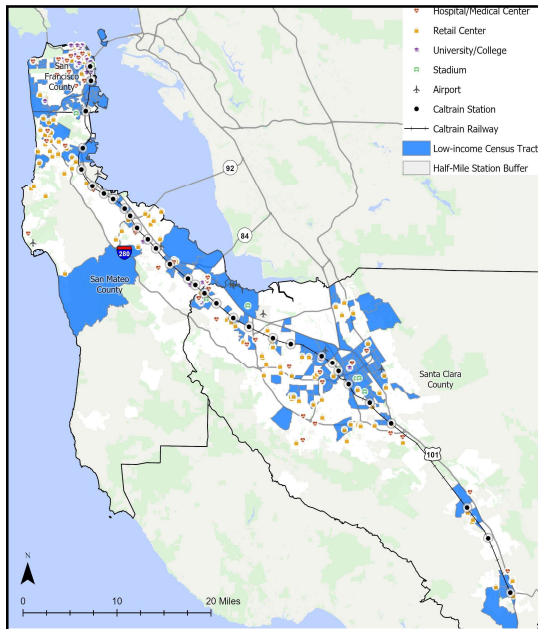 Hospital/Medical Center
Retail Center
University/College
Stadium
Airport
Caltrain Station
Caltrain Railway
Low-income Census Tract
Half-Mile Station Buffer
San
Francisco
County
92
84
280
San Mateo
County
Santa Clara
County
101
N
0 10 20 Miles